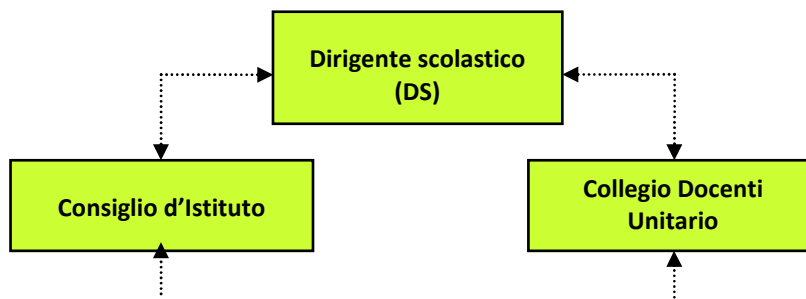 Dirigente scolastico
(DS)
Consiglio d’Istituto
Collegio Docenti
Unitario